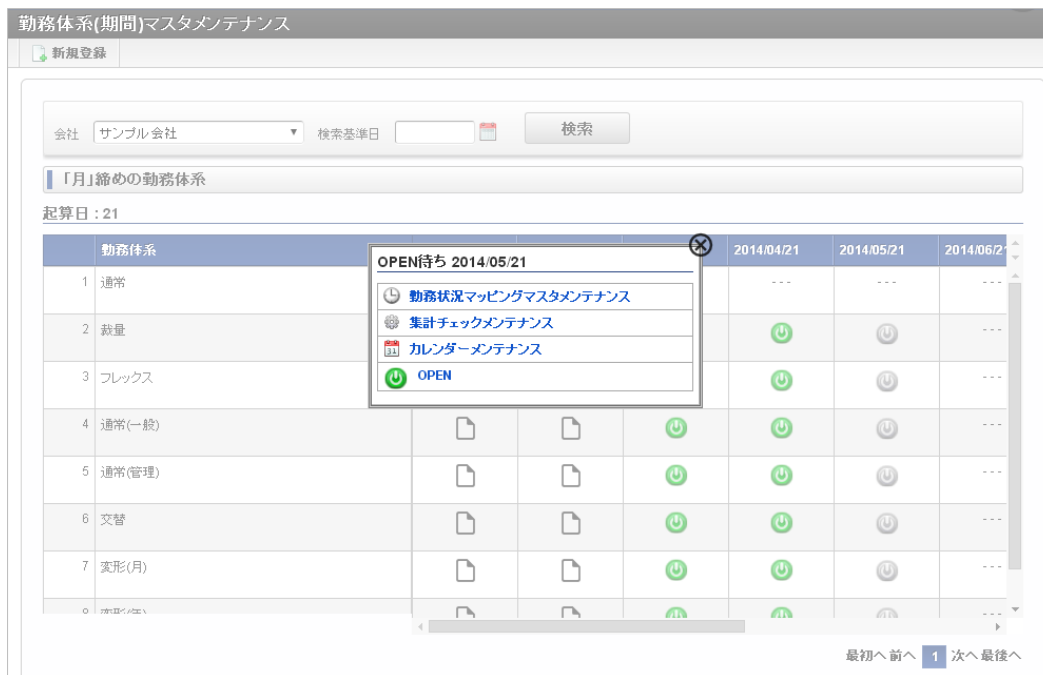 勤務体系(期間)マスタメンテナンス
新規登録
会社 サンプル会社 検索基準日 検索
「月」締めの勤務体系
起算日 : 21
勤務体系 2014/04/21 2014/05/21 2014/06/21
OPEN待ち 2014/05/21
勤務状況マッピングマスタメンテナンス
集計チェックメンテナンス
カレンダーメンテナンス
OPEN
1 通常 --- --- ---
2 裁量 ---
3 フレックス ---
4 通常(一般) ---
5 通常(管理) ---
6 交替 ---
7 変形(月) ---
8 変形(年) ---
最初へ 前へ 1 次へ 最後へ